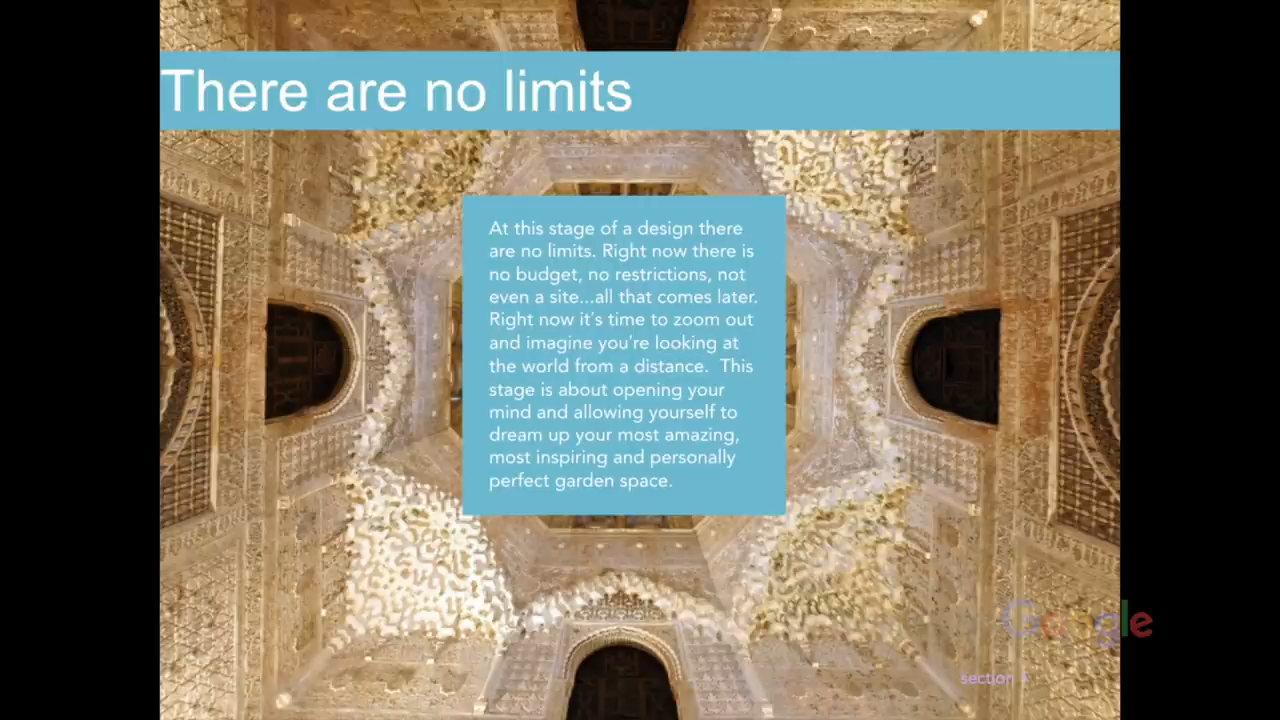 There are no limits
At this stage of a design there
are no limits. Right now there is
no budget, no restrictions, not
even a site...all that comes later.
Right now it's time to zoom out
and imagine you're looking at
the world from a distance.  This
stage is about opening your
mind and allowing yourself to
dream up your most amazing,
most inspiring and personally
perfect garden space.
Google
section